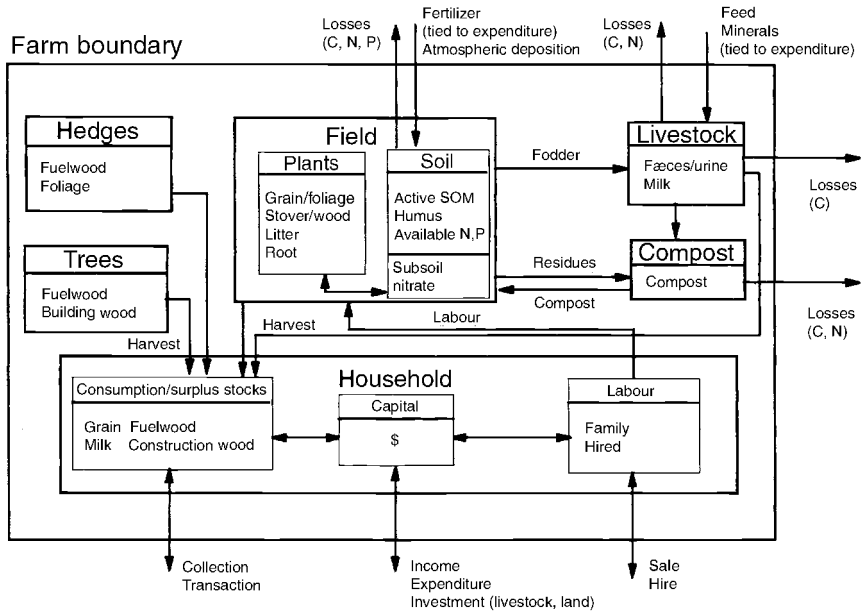 Losses
(C, N, P)
Fertilizer
(tied to expenditure)
Atmospheric deposition
Losses
(C, N)
Feed
Minerals
(tied to expenditure)
Farm boundary
Hedges
Fuelwood
Foliage
Trees
Fuelwood
Building wood
Field
Plants
Grain/foliage
Stover/wood
Litter
Root
Soil
Active SOM
Humus
Available N,P
Subsoil
nitrate
Fodder
Livestock
Fæces/urine
Milk
Losses
(C)
Residues
Compost
Compost
Compost
Losses
(C, N)
Harvest
Harvest
Labour
Household
Consumption/surplus stocks
Grain Fuelwood
Milk Construction wood
Capital
$
Labour
Family
Hired
Collection
Transaction
Income
Expenditure
Investment (livestock, land)
Sale
Hire